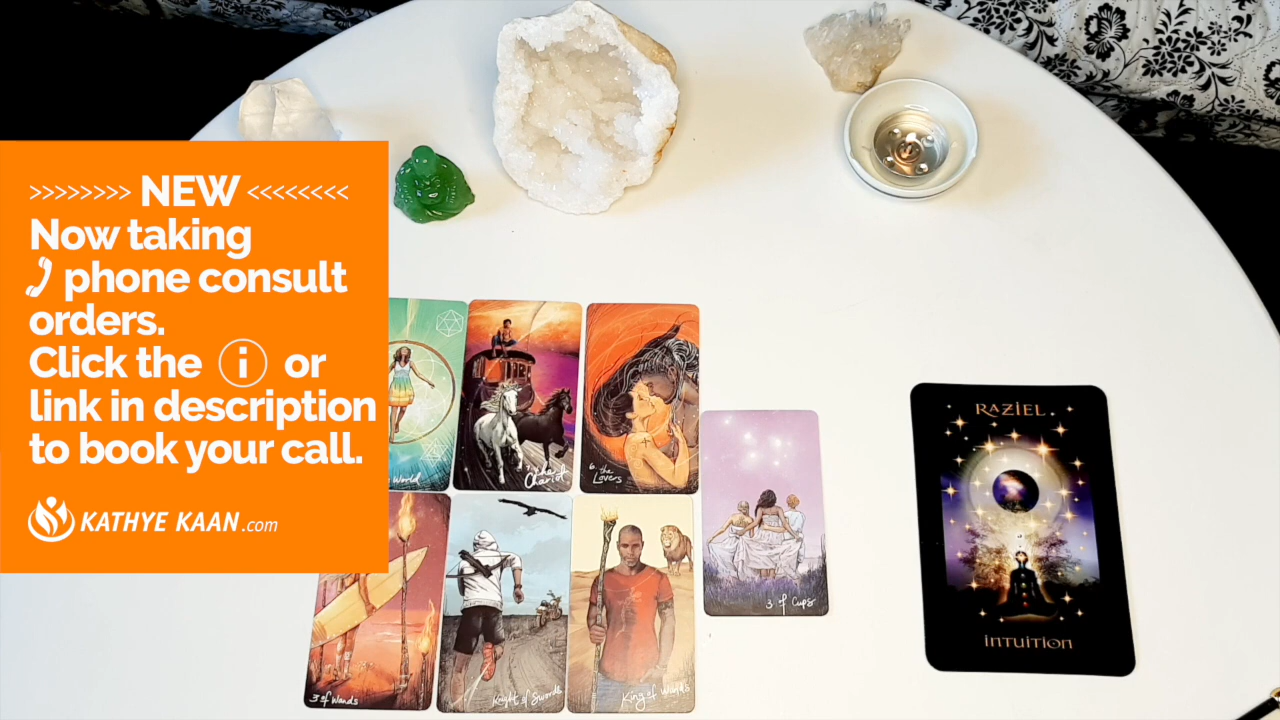 >>>>>>>> NEW <<<<<<<<<
Now taking
phone consult
orders.
Click the i or
link in description
to book your call.
KATHYE KAAN.com
World
7. the
Chariot
6. the
Lovers
3 of Cups
3 of Wands
Knight of Swords
King of Wands
RAZIEL
INTUITION